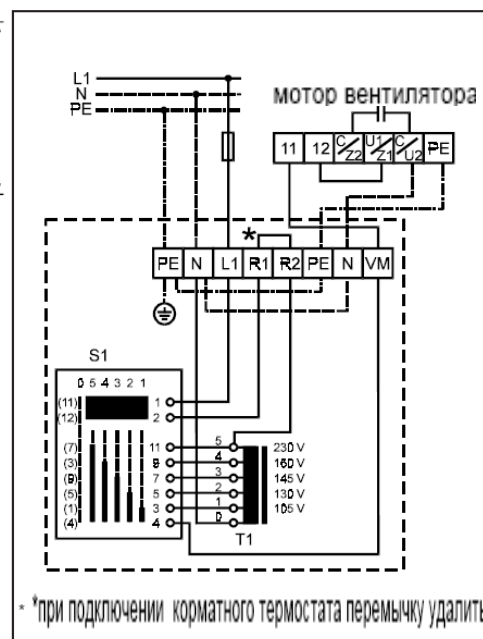 L1
N
PE
мотор вентилятора
11 12 C/Z2 U1/Z1 C/U2 PE
*
PE N L1 R1 R2 PE N VM
S1
0 5 4 3 2 1
(11) 1
(12) 2
(7) 11 5 230 V
(3) 9 4 160 V
(9) 7 3 145 V
(5) 5 2 130 V
(1) 3 1 105 V
(4) 4 0
T1
* *при подключении корматного термостата перемычку удалить